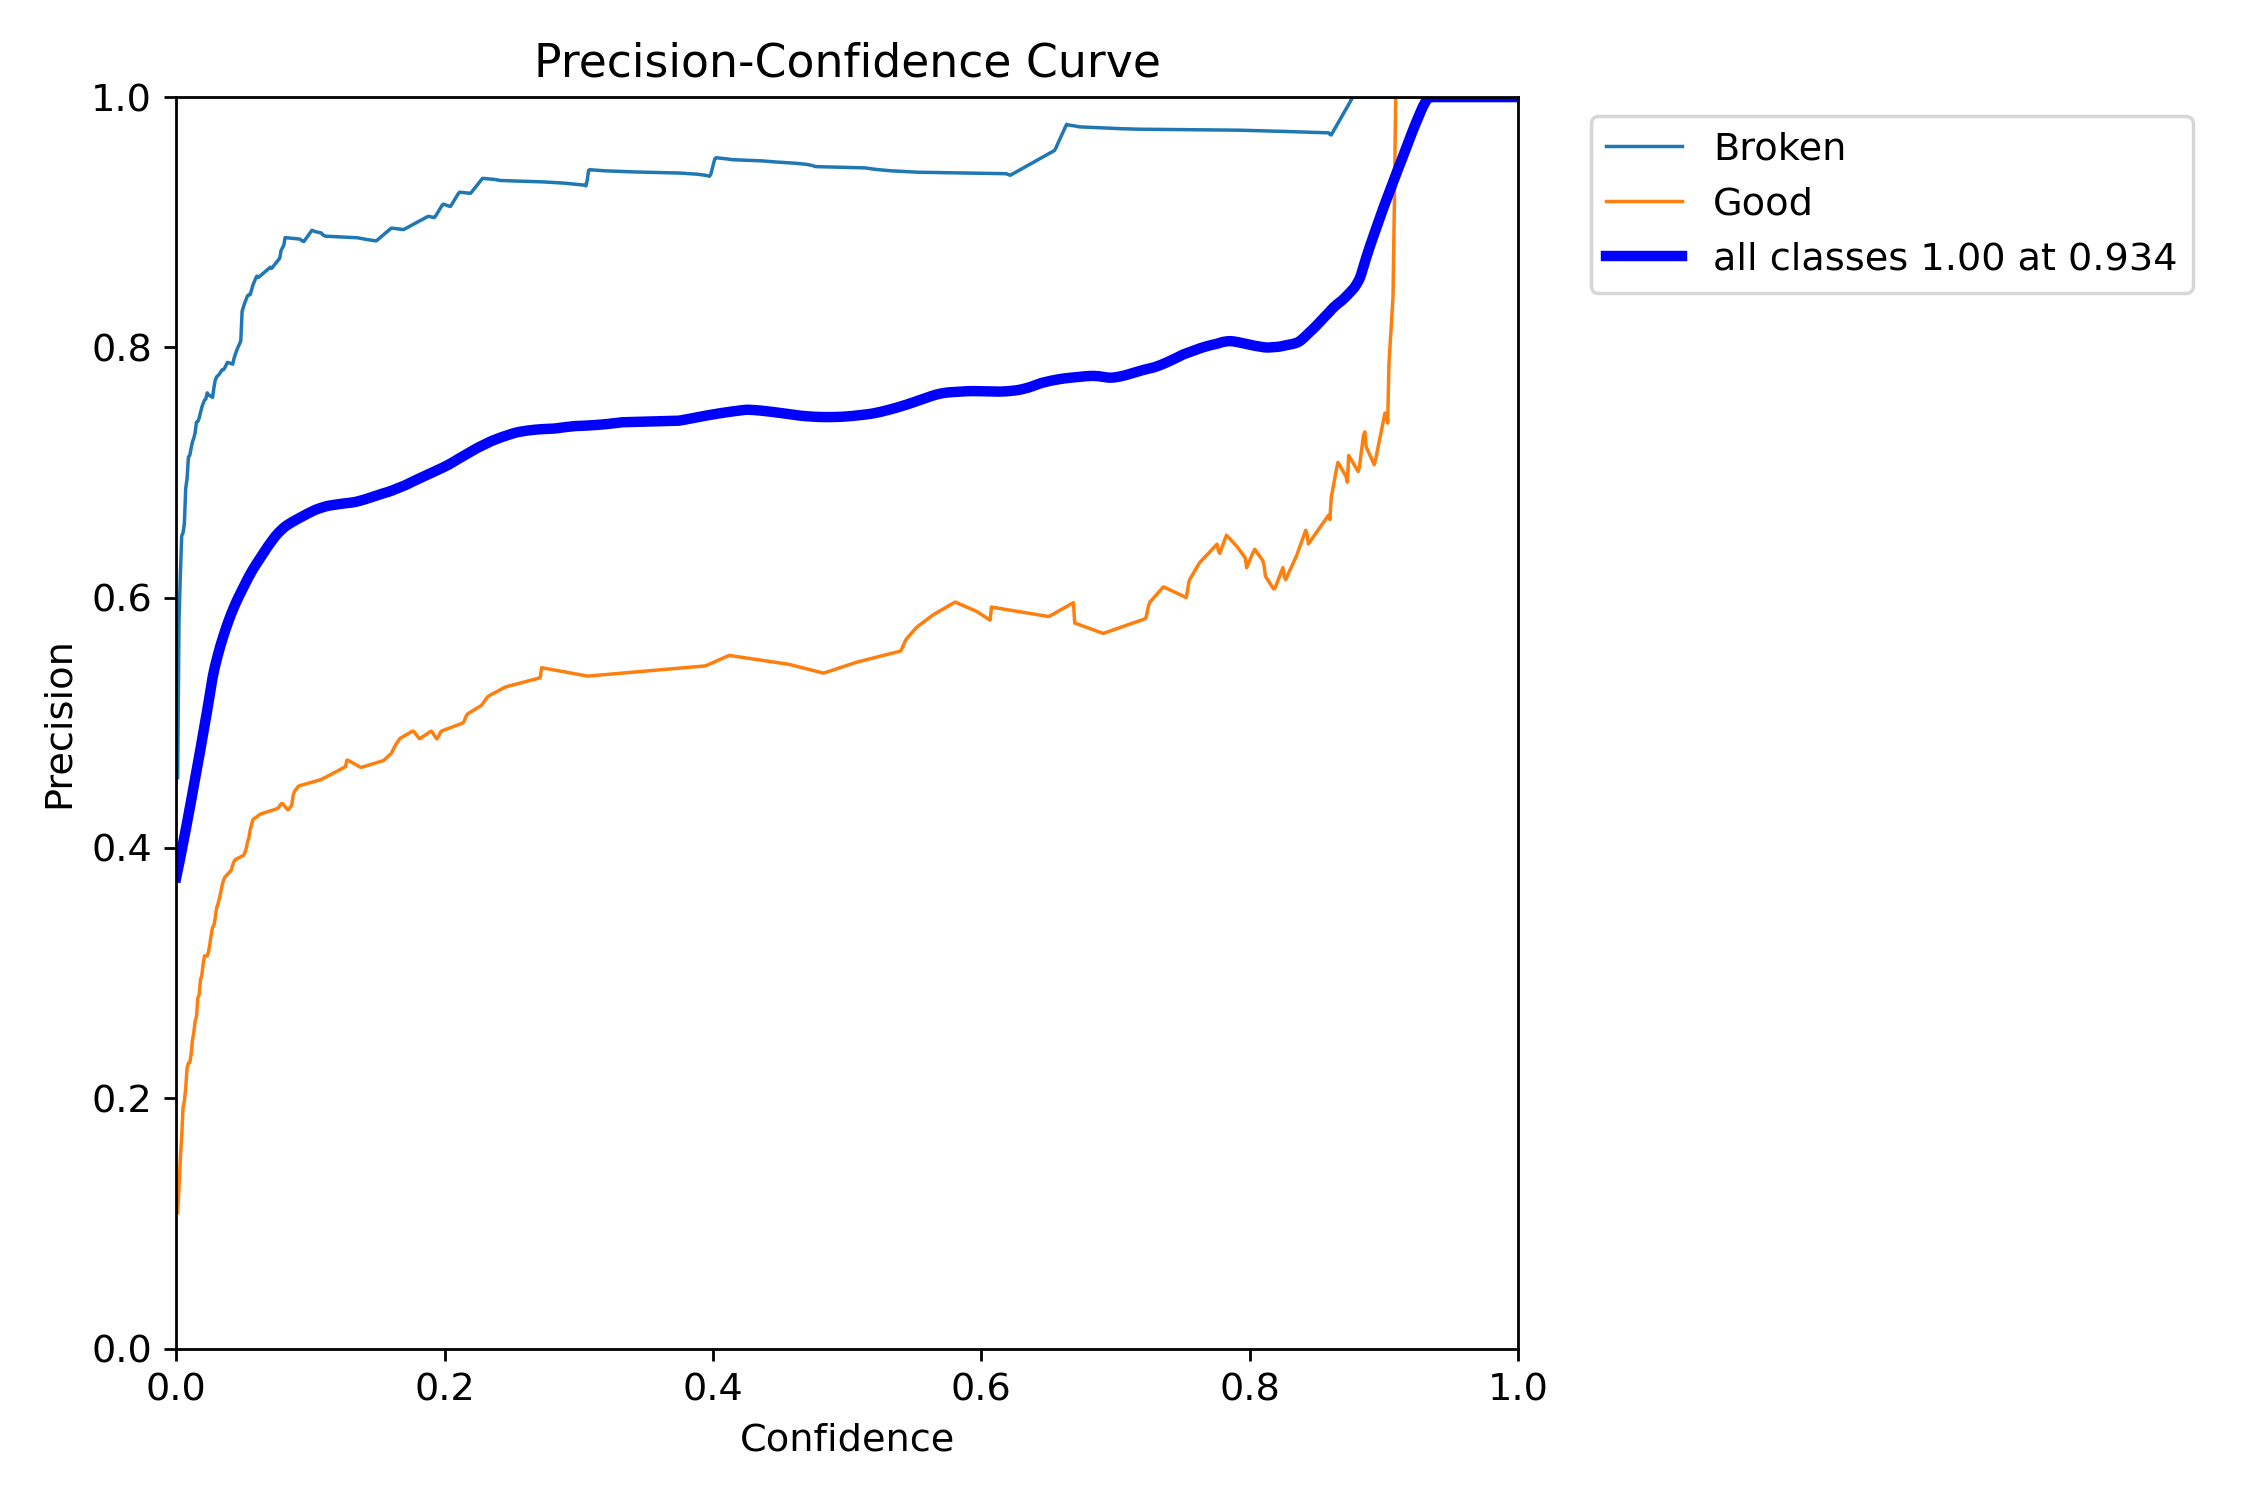 Precision-Confidence Curve
1.0
0.8
0.6
0.4
0.2
0.0
Precision
0.0 0.2 0.4 0.6 0.8 1.0
Confidence
Broken
Good
all classes 1.00 at 0.934